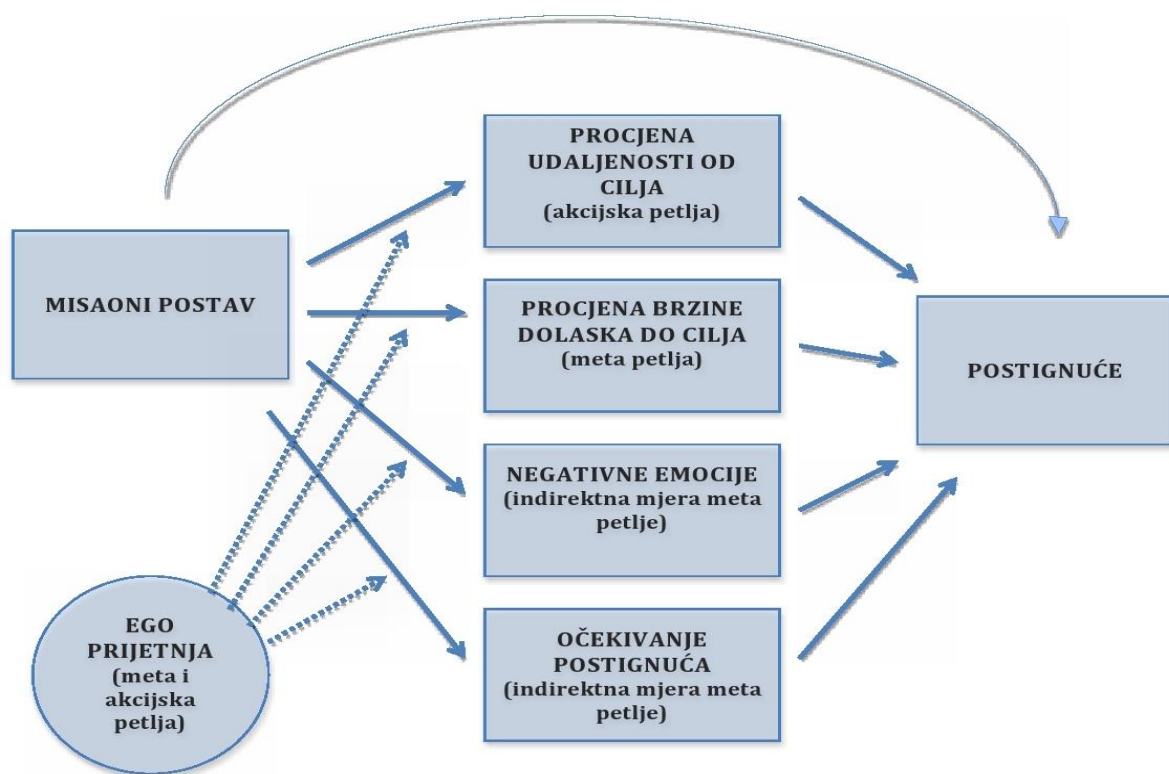 PROCJENA
UDALJENOSTI OD
CILJA
(akcijska petlja)
MISAONI POSTAV
PROCJENA BRZINE
DOLASKA DO CILJA
(meta petlja)
POSTIGNUĆE
NEGATIVNE EMOCIJE
(indirektna mjera meta
petlje)
EGO
PRIJETNJA
(meta i
akcijska
petlja)
OČEKIVANJE
POSTIGNUĆA
(indirektna mjera meta
petlje)